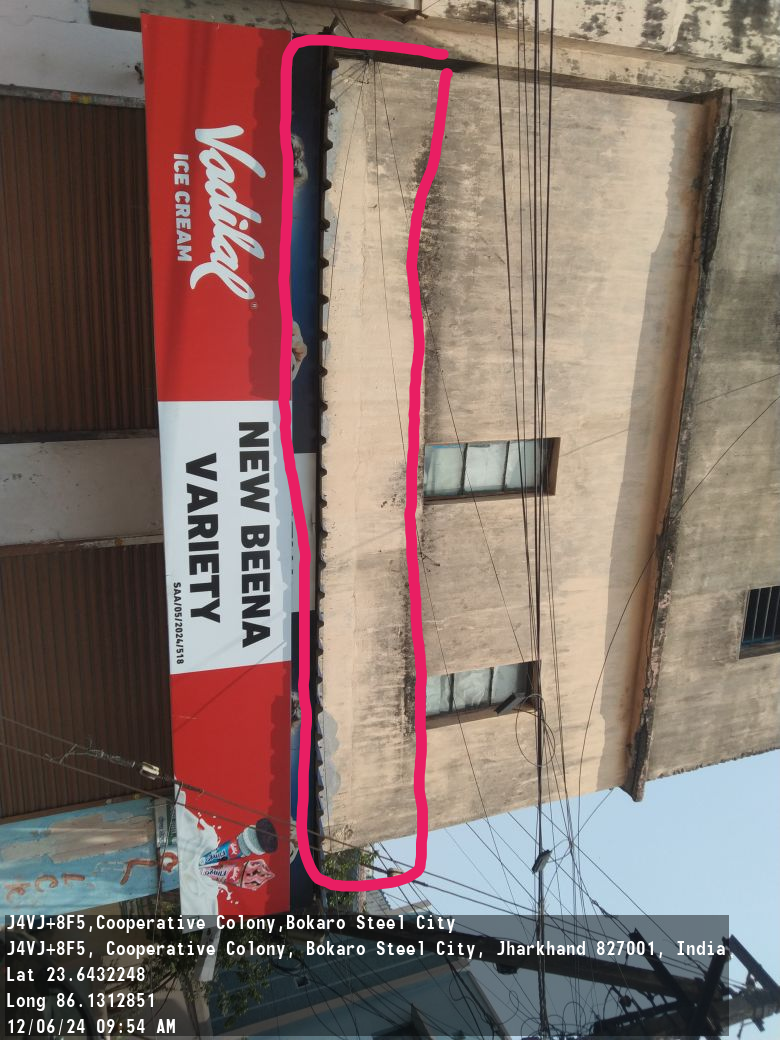 Vadilal
ICE CREAM
NEW BEENA
VARIETY
SAA/05/2024/518
J4VJ+8F5,Cooperative Colony,Bokaro Steel City
J4VJ+8F5, Cooperative Colony, Bokaro Steel City, Jharkhand 827001, India
Lat 23.6432248
Long 86.1312851
12/06/24 09:54 AM